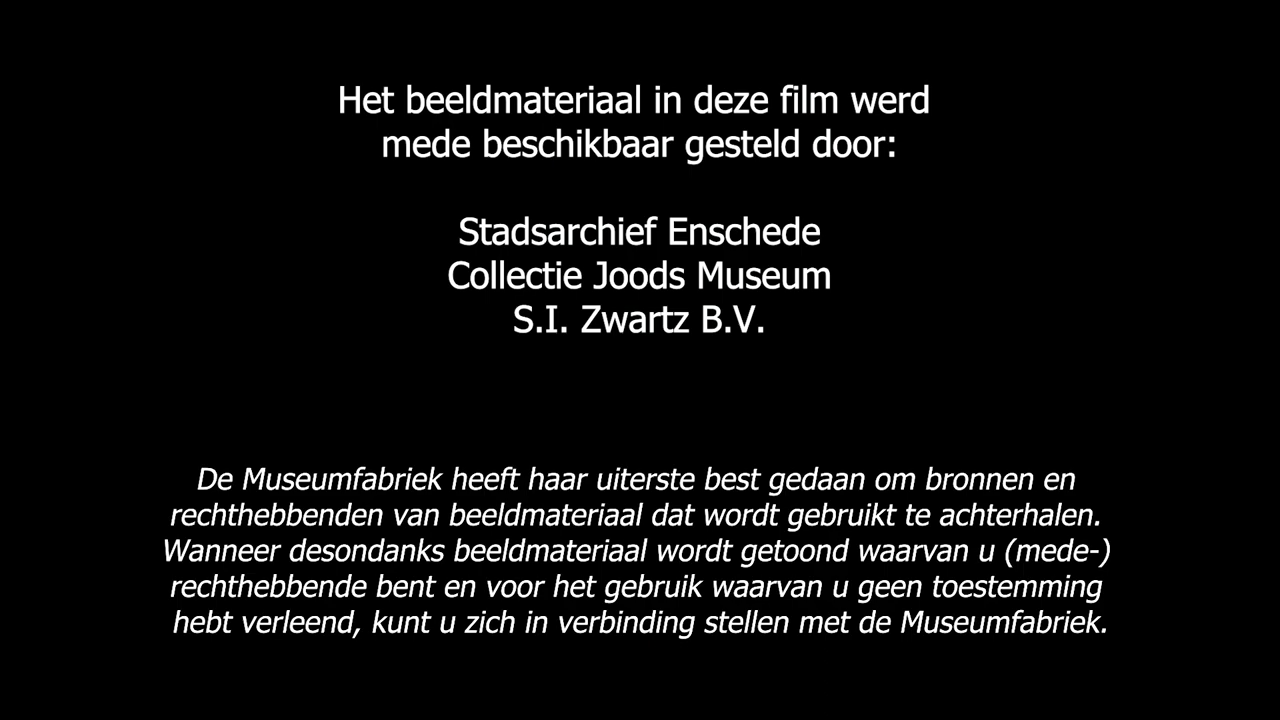 Het beeldmateriaal in deze film werd
mede beschikbaar gesteld door:
Stadsarchief Enschede
Collectie Joods Museum
S.I. Zwartz B.V.
De Museumfabriek heeft haar uiterste best gedaan om bronnen en
rechthebbenden van beeldmateriaal dat wordt gebruikt te achterhalen.
Wanneer desondanks beeldmateriaal wordt getoond waarvan u (mede-)
rechthebbende bent en voor het gebruik waarvan u geen toestemming
hebt verleend, kunt u zich in verbinding stellen met de Museumfabriek.